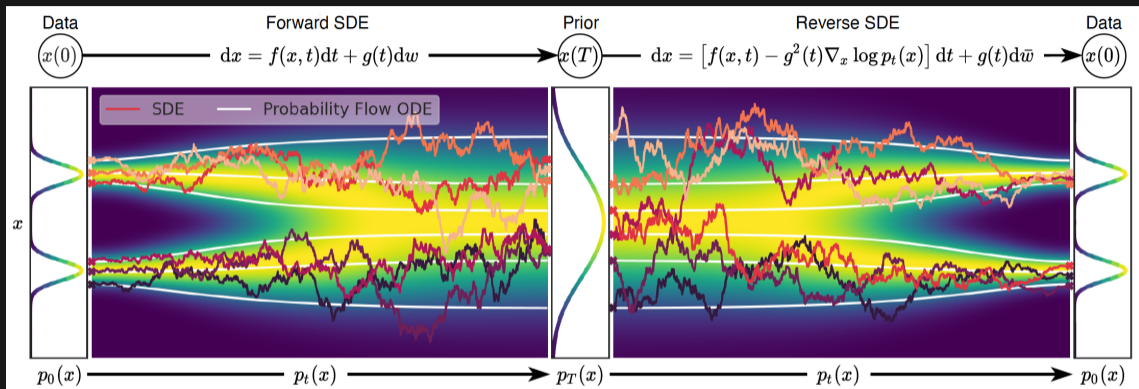 Data Forward SDE Prior Reverse SDE Data
x(0) dx = f(x,t)dt + g(t)dw x(T) dx = [f(x,t) − g²(t)∇ₓ log pₜ(x)] dt + g(t)dw̄ x(0)
SDE Probability Flow ODE
x
p₀(x) pₜ(x) p_T(x) pₜ(x) p₀(x)